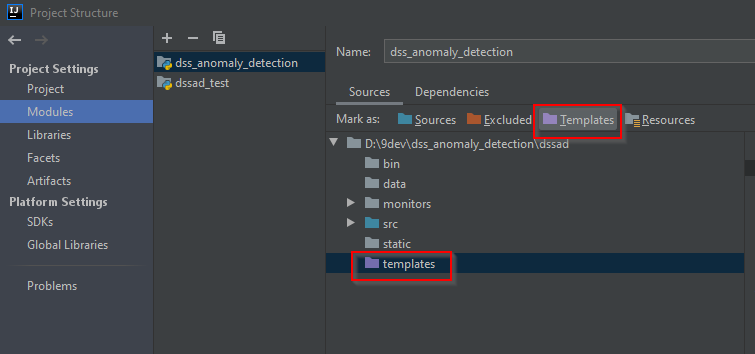 IJ Project Structure
Name: dss_anomaly_detection
Project Settings
Project
Modules
Libraries
Facets
Artifacts
Platform Settings
SDKs
Global Libraries
Problems
dss_anomaly_detection
dssad_test
Sources Dependencies
Mark as: Sources Excluded Templates Resources
D:\9dev\dss_anomaly_detection\dssad
bin
data
monitors
src
static
templates